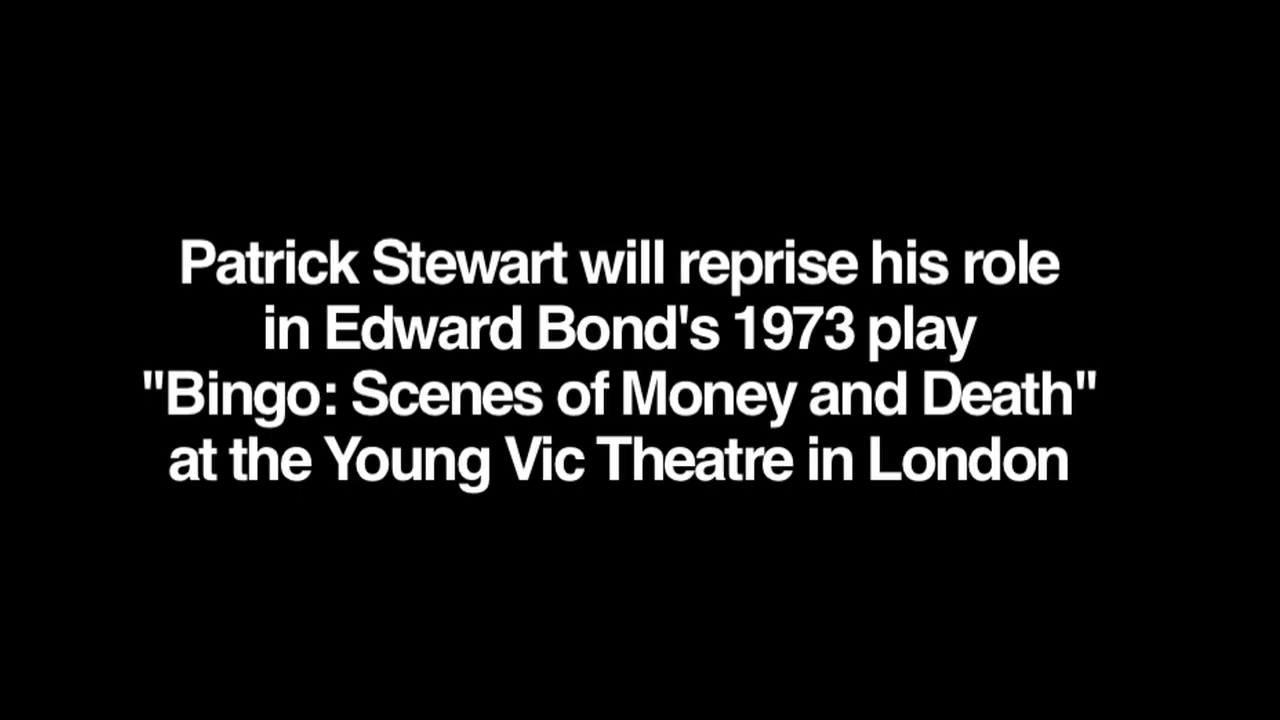 Patrick Stewart will reprise his role
in Edward Bond's 1973 play
"Bingo: Scenes of Money and Death"
at the Young Vic Theatre in London